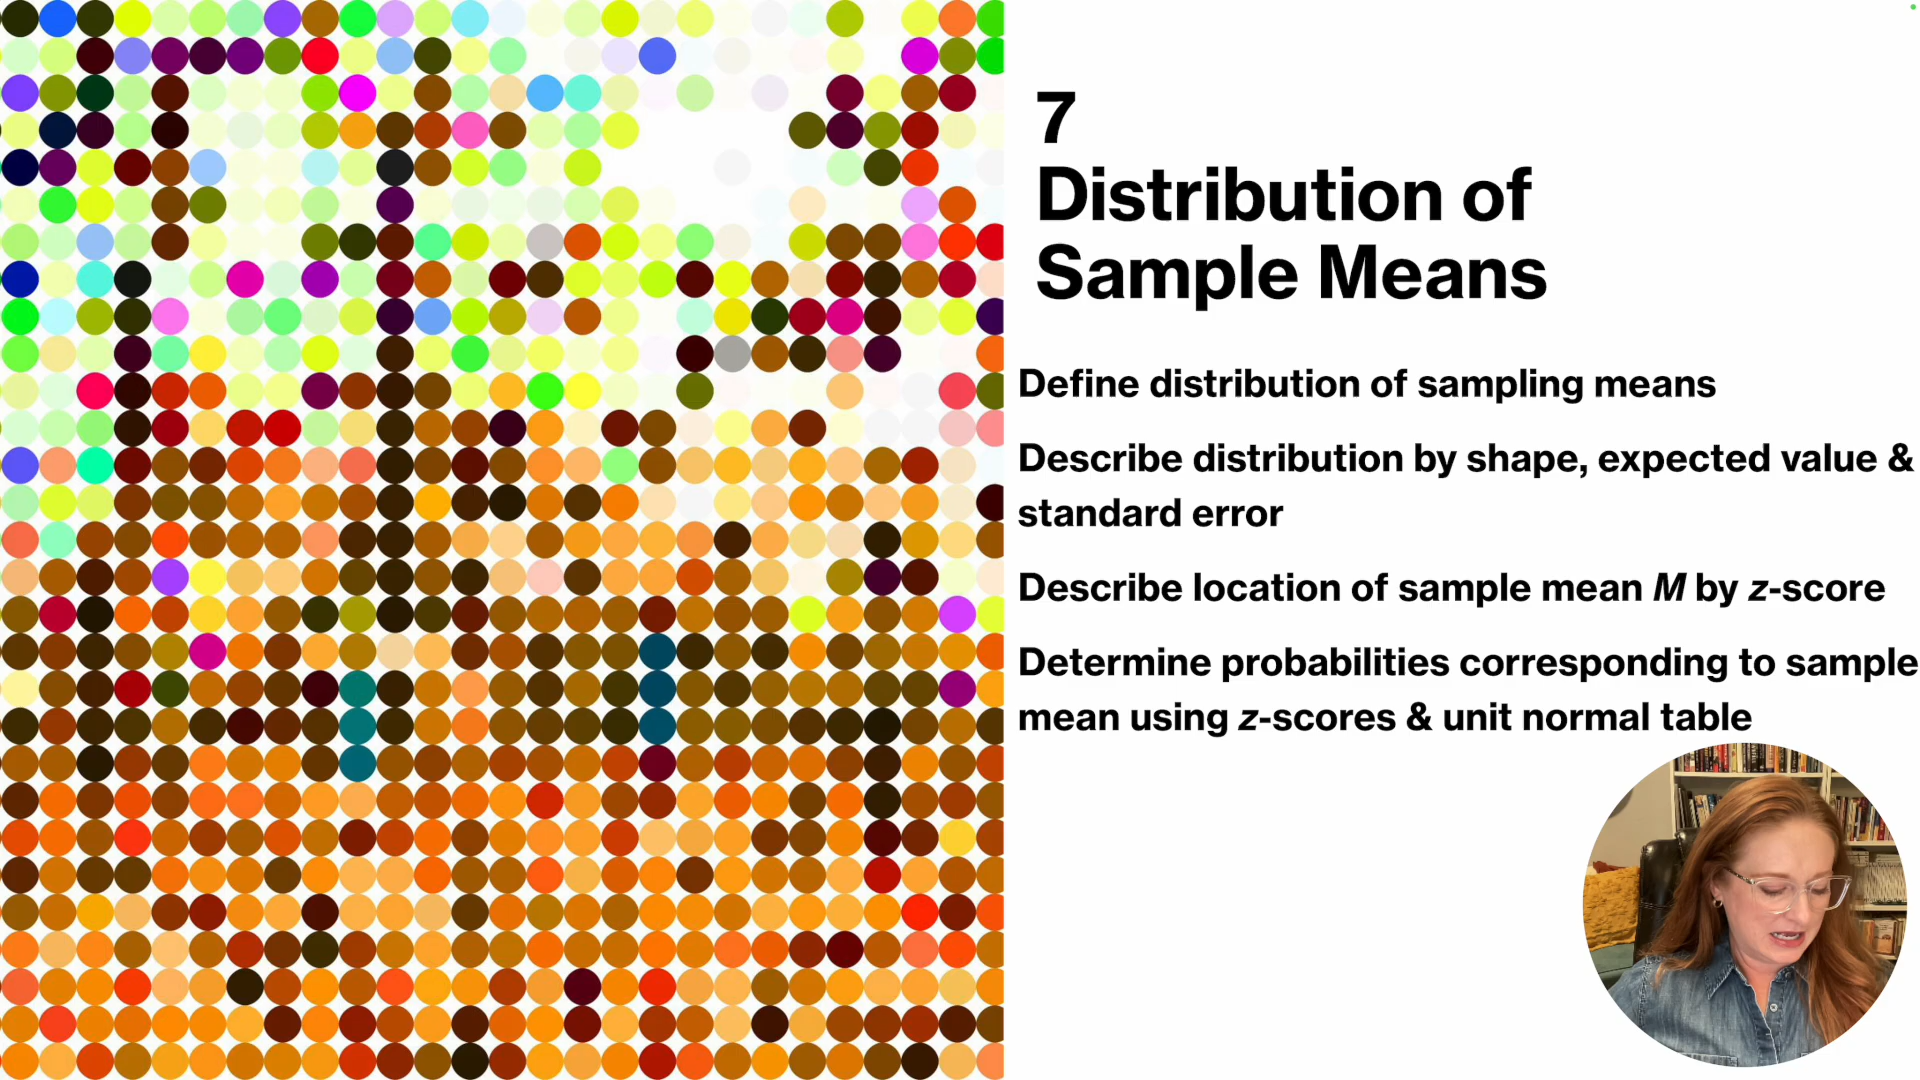 7
Distribution of
Sample Means
Define distribution of sampling means
Describe distribution by shape, expected value &
standard error
Describe location of sample mean M by z-score
Determine probabilities corresponding to sample
mean using z-scores & unit normal table